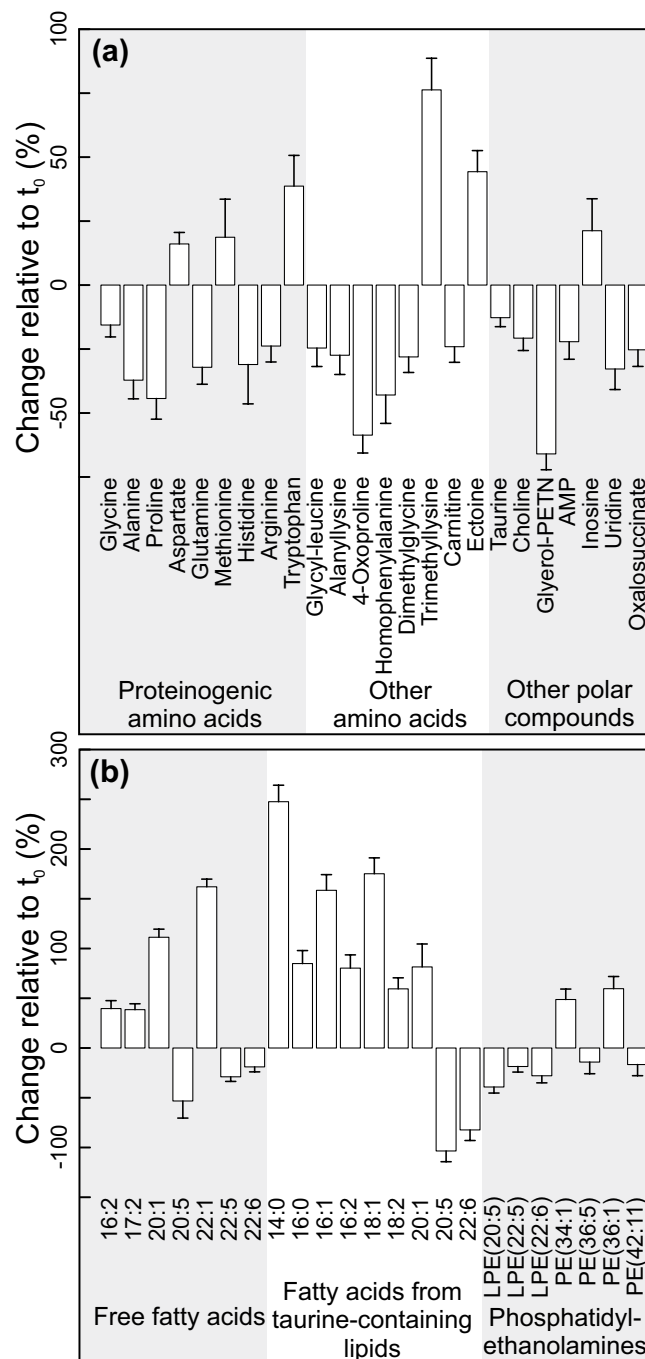 (a)
Change relative to t0 (%)
100
50
0
-50
Glycine
Alanine
Proline
Aspartate
Glutamine
Methionine
Histidine
Arginine
Tryptophan
Glycyl-leucine
Alanyllysine
4-Oxoproline
Homophenylalanine
Dimethylglycine
Trimethyllysine
Carnitine
Ectoine
Taurine
Choline
Glyerol-PETN
AMP
Inosine
Uridine
Oxalosuccinate
Proteinogenic
amino acids
Other
amino acids
Other polar
compounds
(b)
Change relative to t0 (%)
300
200
100
0
-100
16:2
17:2
20:1
20:5
22:1
22:5
22:6
14:0
16:0
16:1
16:2
18:1
18:2
20:1
20:5
22:6
LPE(20:5)
LPE(22:5)
LPE(22:6)
PE(34:1)
PE(36:5)
PE(36:1)
PE(42:11)
Free fatty acids
Fatty acids from
taurine-containing
lipids
Phosphatidyl-
ethanolamines